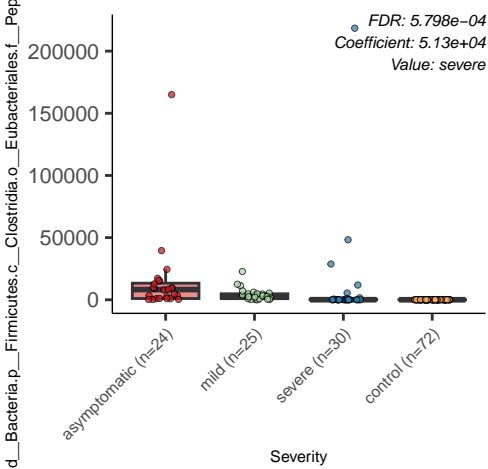 d__Bacteria.p__Firmicutes.c__Clostridia.o__Eubacteriales.f__Pep
FDR: 5.798e−04
Coefficient: 5.13e+04
Value: severe
200000
150000
100000
50000
0
asymptomatic (n=24)
mild (n=25)
severe (n=30)
control (n=72)
Severity